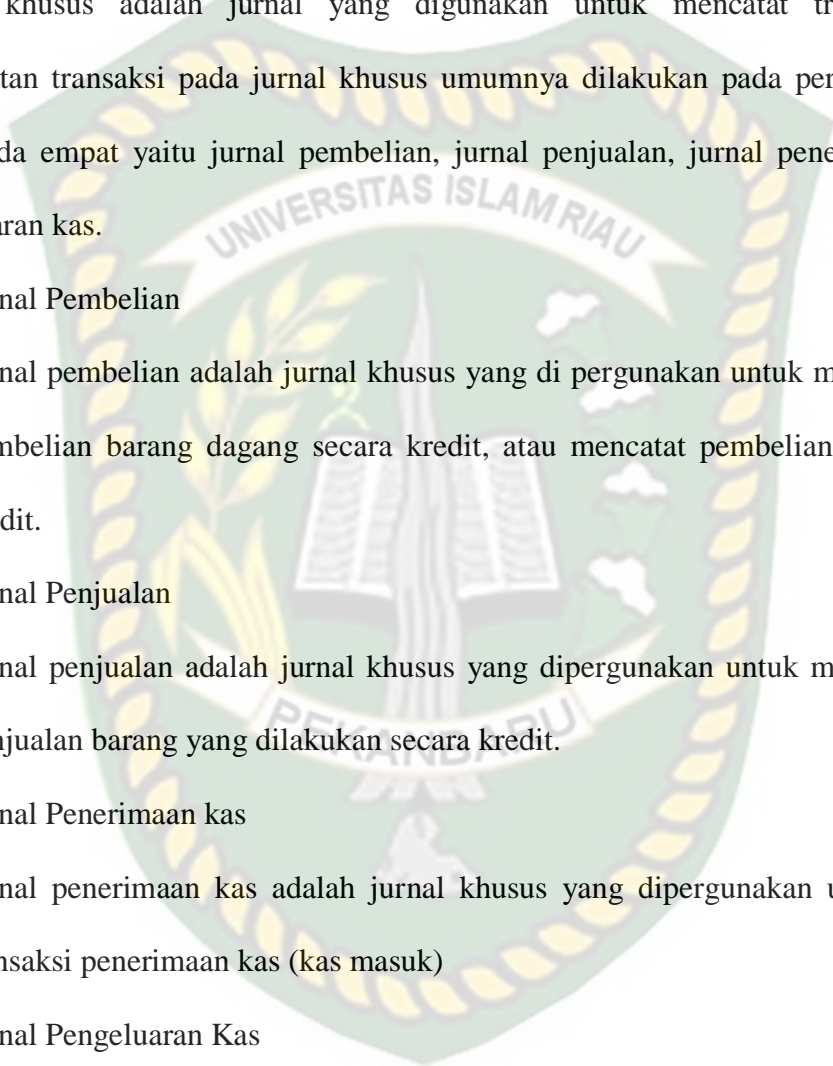 khusus adalah jurnal yang digunakan untuk mencatat tr
tan transaksi pada jurnal khusus umumnya dilakukan pada per
da empat yaitu jurnal pembelian, jurnal penjualan, jurnal pene
aran kas.
UNIVERSITAS ISLAM RIAU
nal Pembelian
nal pembelian adalah jurnal khusus yang di pergunakan untuk m
mbelian barang dagang secara kredit, atau mencatat pembelian
dit.
nal Penjualan
nal penjualan adalah jurnal khusus yang dipergunakan untuk m
njualan barang yang dilakukan secara kredit.
PEKANBARU
nal Penerimaan kas
nal penerimaan kas adalah jurnal khusus yang dipergunakan u
nsaksi penerimaan kas (kas masuk)
nal Pengeluaran Kas